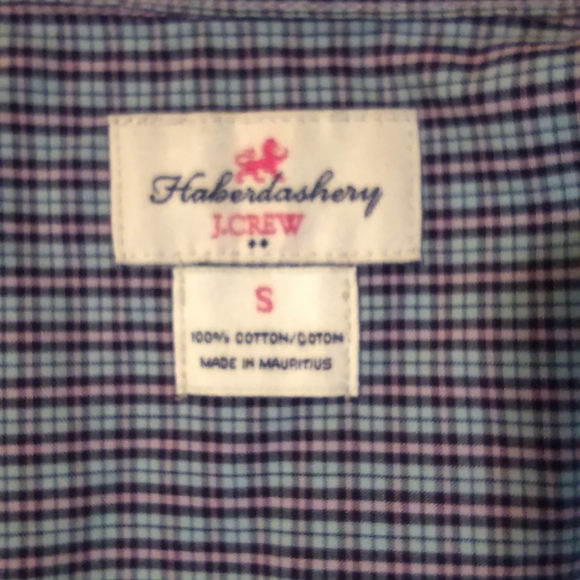 Haberdashery
J.CREW
S
100% COTTON/COTON
MADE IN MAURITIUS